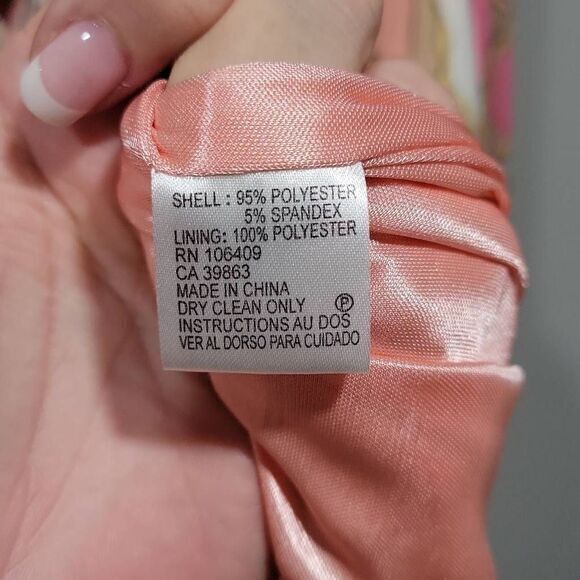 SHELL : 95% POLYESTER
5% SPANDEX
LINING: 100% POLYESTER
RN 106409
CA 39863
MADE IN CHINA
DRY CLEAN ONLY Ⓟ
INSTRUCTIONS AU DOS
VER AL DORSO PARA CUIDADO